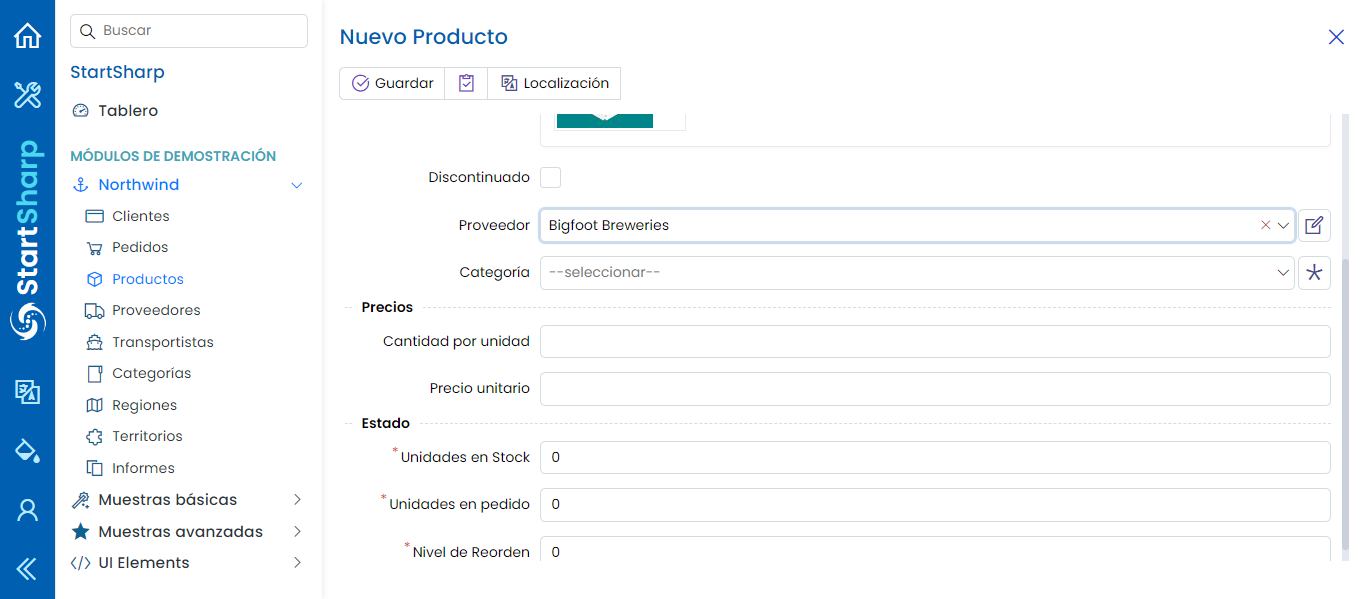 StartSharp
Buscar
StartSharp
Tablero
MÓDULOS DE DEMOSTRACIÓN
Northwind
Clientes
Pedidos
Productos
Proveedores
Transportistas
Categorías
Regiones
Territorios
Informes
Muestras básicas
Muestras avanzadas
UI Elements
Nuevo Producto
Guardar
Localización
Discontinuado
Proveedor Bigfoot Breweries
Categoría --seleccionar--
Precios
Cantidad por unidad
Precio unitario
Estado
*Unidades en Stock 0
*Unidades en pedido 0
*Nivel de Reorden 0